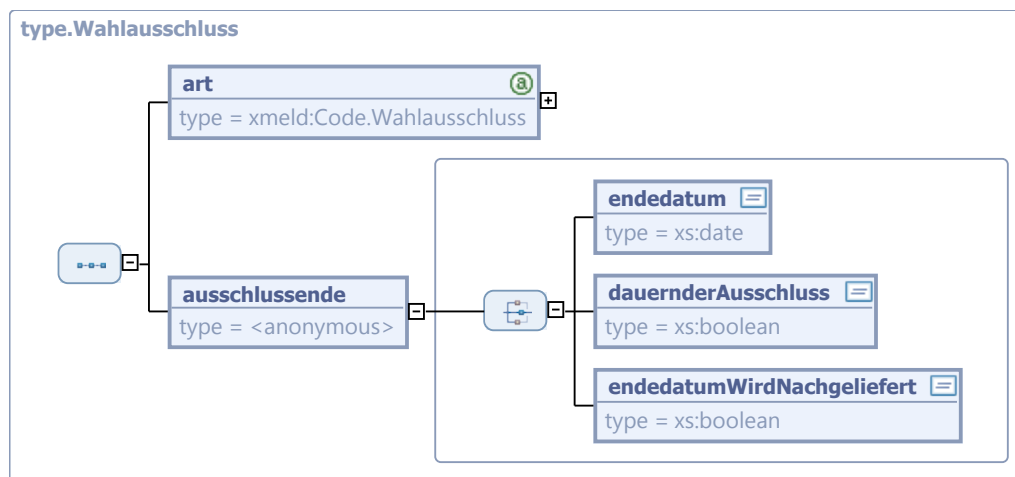 type.Wahlausschluss
art
type = xmeld:Code.Wahlausschluss
ausschlussende
type = <anonymous>
endedatum
type = xs:date
dauernderAusschluss
type = xs:boolean
endedatumWirdNachgeliefert
type = xs:boolean